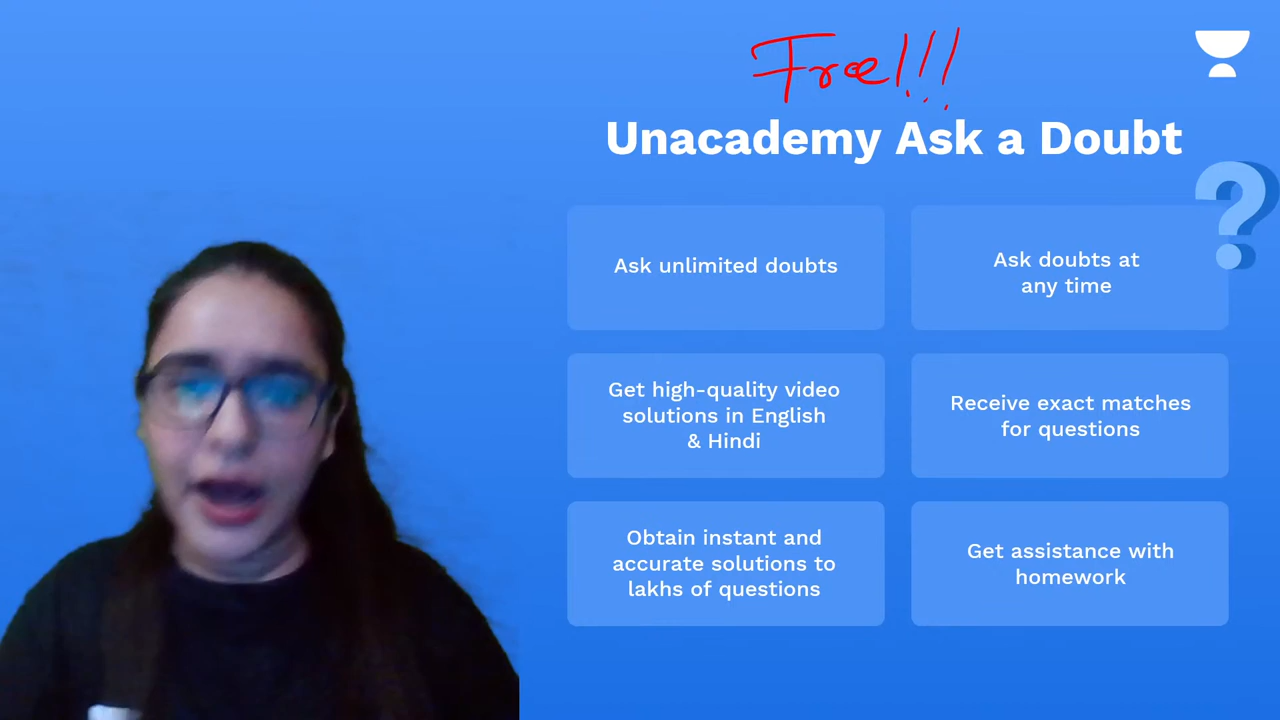 Free!!!
Unacademy Ask a Doubt
Ask unlimited doubts
Ask doubts at
any time
Get high-quality video
solutions in English
& Hindi
Receive exact matches
for questions
Obtain instant and
accurate solutions to
lakhs of questions
Get assistance with
homework